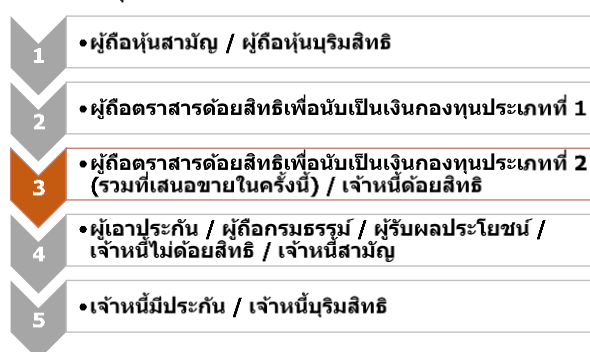 1
•ผู้ถือหุ้นสามัญ / ผู้ถือหุ้นบุริมสิทธิ
2
•ผู้ถือตราสารด้อยสิทธิเพื่อนับเป็นเงินกองทุนประเภทที่ 1
3
•ผู้ถือตราสารด้อยสิทธิเพื่อนับเป็นเงินกองทุนประเภทที่ 2
(รวมที่เสนอขายในครั้งนี้) / เจ้าหนี้ด้อยสิทธิ
4
•ผู้เอาประกัน / ผู้ถือกรมธรรม์ / ผู้รับผลประโยชน์ /
เจ้าหนี้ไม่ด้อยสิทธิ / เจ้าหนี้สามัญ
5
•เจ้าหนี้มีประกัน / เจ้าหนี้บุริมสิทธิ